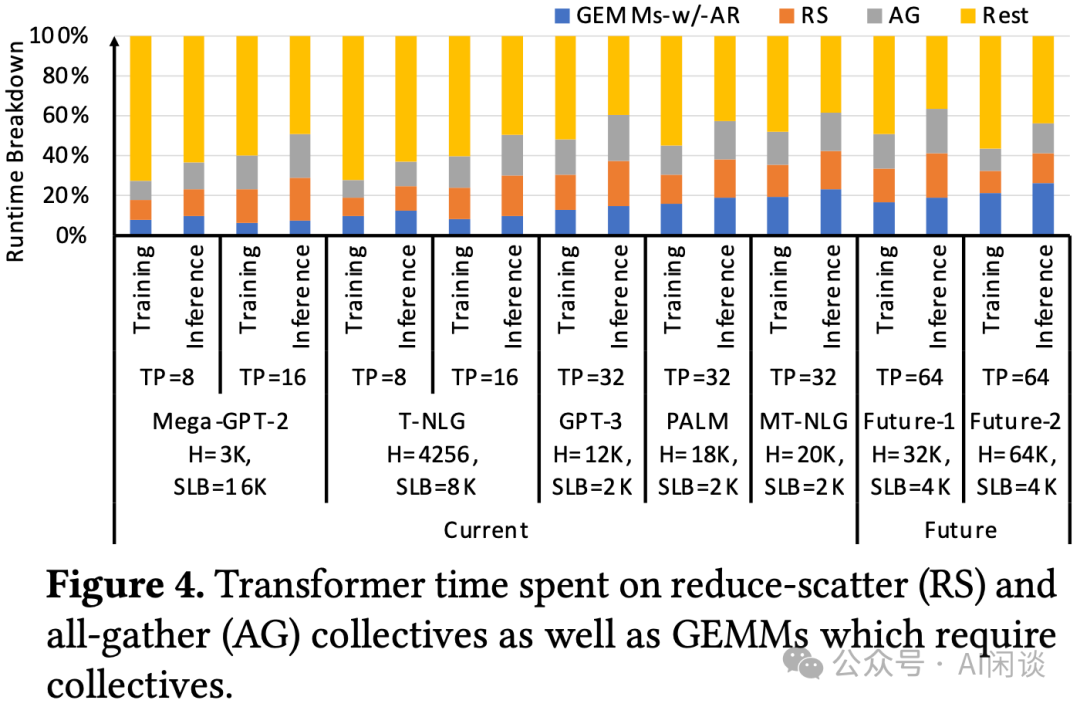 GEMMs-w/-AR RS AG Rest
Runtime Breakdown
100%
80%
60%
40%
20%
0%
Training Inference Training Inference Training Inference Training Inference Training Inference Training Inference Training Inference Training Inference Training Inference
TP=8 TP=16 TP=8 TP=16 TP=32 TP=32 TP=32 TP=64 TP=64
Mega-GPT-2 T-NLG GPT-3 PALM MT-NLG Future-1 Future-2
H=3K, H=4256, H=12K, H=18K, H=20K, H=32K, H=64K,
SLB=16K SLB=8K SLB=2K SLB=2K SLB=2K SLB=4K SLB=4K
Current Future
Figure 4. Transformer time spent on reduce-scatter (RS) and
all-gather (AG) collectives as well as GEMMs which require
collectives.
公众号 · AI闲谈